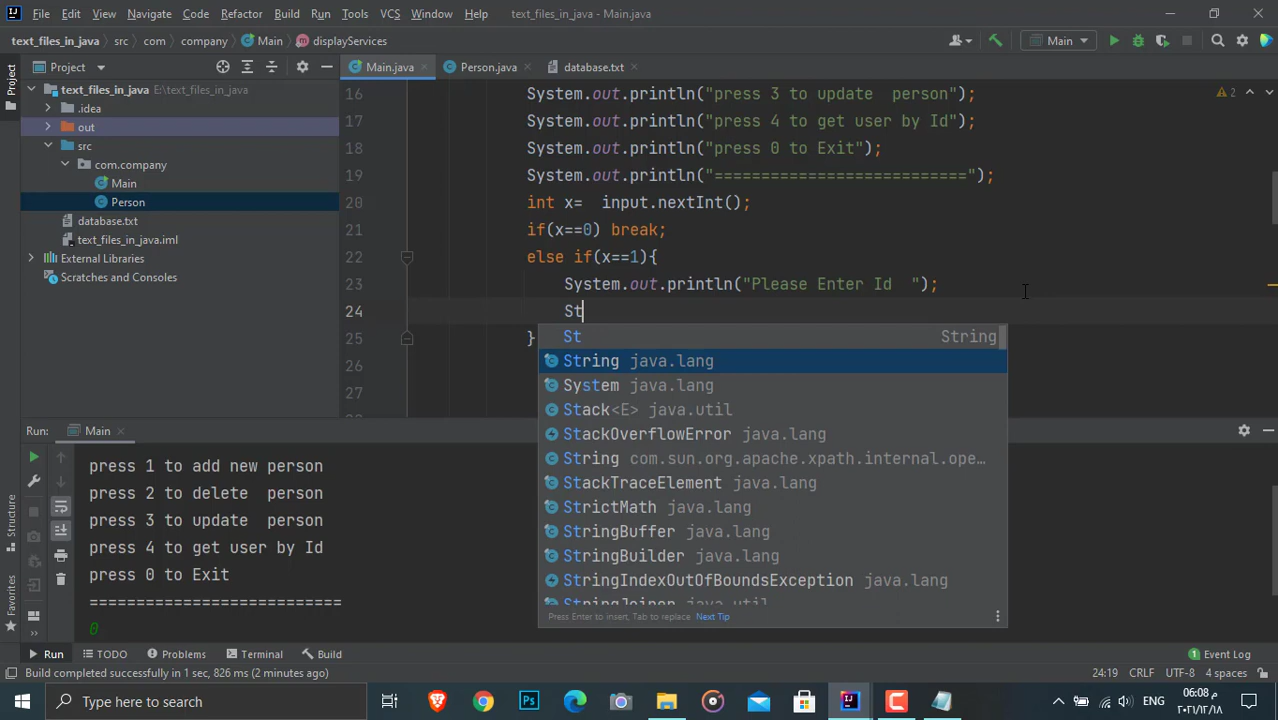 File Edit View Navigate Code Refactor Build Run Tools VCS Window Help text_files_in_java - Main.java
text_files_in_java src com company Main displayServices Main
Project Main.java Person.java database.txt
text_files_in_java E:\text_files_in_java
.idea
out
src
com.company
Main
Person
database.txt
text_files_in_java.iml
External Libraries
Scratches and Consoles
Project
Structure
Favorites
2
16 System.out.println("press 3 to update  person");
17 System.out.println("press 4 to get user by Id");
18 System.out.println("press 0 to Exit");
19 System.out.println("===========================");
20 int x=  input.nextInt();
21 if(x==0) break;
22 else if(x==1){
23 System.out.println("Please Enter Id  ");
24 St
25 }
26
27
St String
String java.lang
System java.lang
Stack<E> java.util
StackOverflowError java.lang
String com.sun.org.apache.xpath.internal.ope…
StackTraceElement java.lang
StrictMath java.lang
StringBuffer java.lang
StringBuilder java.lang
StringIndexOutOfBoundsException java.lang
StringJoiner java.util
Press Enter to insert, Tab to replace Next Tip
Run: Main
press 1 to add new person
press 2 to delete  person
press 3 to update  person
press 4 to get user by Id
press 0 to Exit
===========================
0
Run TODO Problems Terminal Build 1 Event Log
Build completed successfully in 1 sec, 826 ms (2 minutes ago) 24:19 CRLF UTF-8 4 spaces
Type here to search ENG 06:08 م